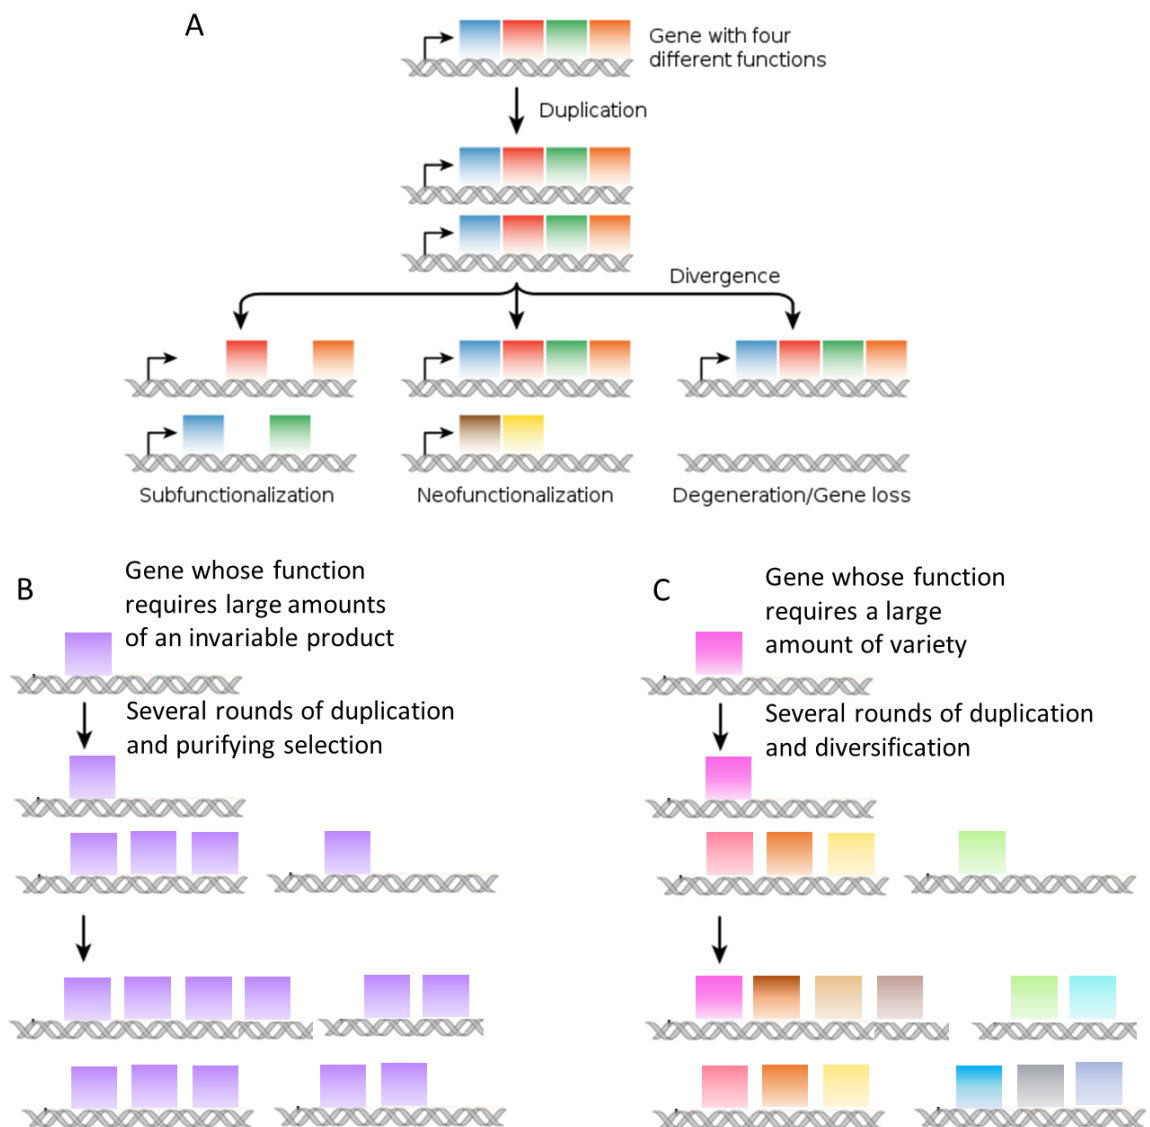 A
Gene with four
different functions
Duplication
Divergence
Subfunctionalization
Neofunctionalization
Degeneration/Gene loss
B
Gene whose function
requires large amounts
of an invariable product
Several rounds of duplication
and purifying selection
C
Gene whose function
requires a large
amount of variety
Several rounds of duplication
and diversification